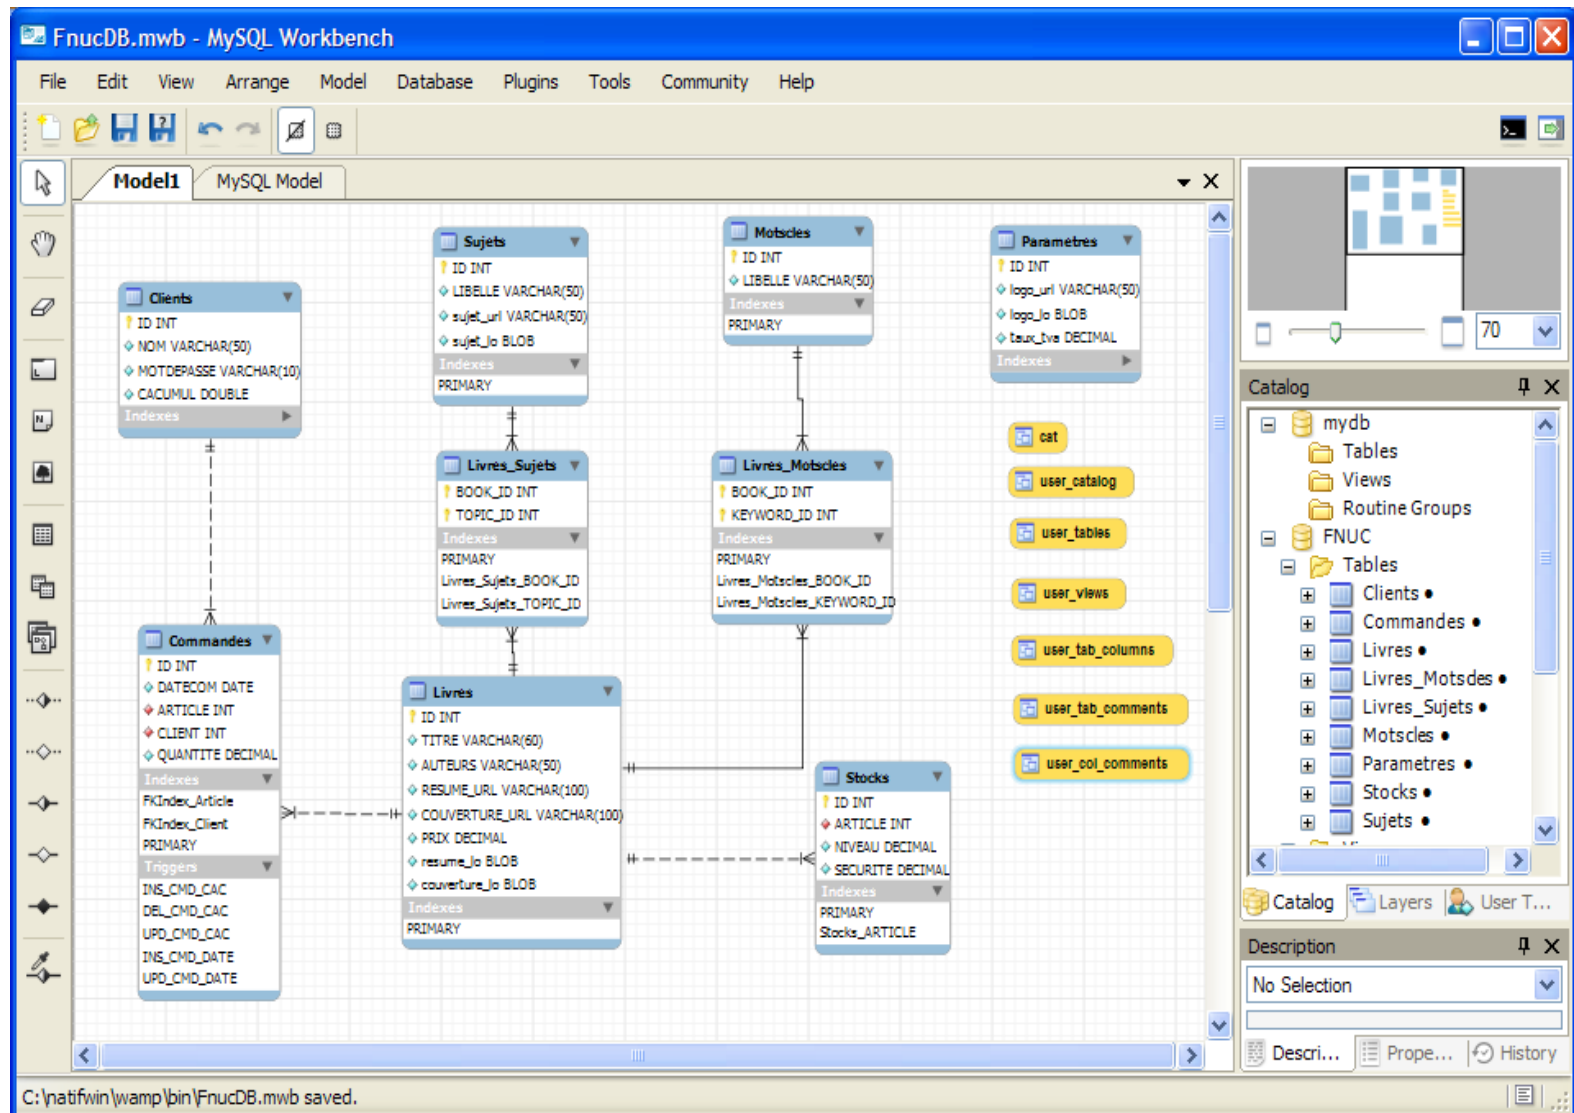 FnucDB.mwb - MySQL Workbench
File Edit View Arrange Model Database Plugins Tools Community Help
Model1 MySQL Model
Clients
ID INT
NOM VARCHAR(50)
MOTDEPASSE VARCHAR(10)
CACUMUL DOUBLE
Indexes
Sujets
ID INT
LIBELLE VARCHAR(50)
sujet_url VARCHAR(50)
sujet_lo BLOB
Indexes
PRIMARY
Motscles
ID INT
LIBELLE VARCHAR(50)
Indexes
PRIMARY
Parametres
ID INT
logo_url VARCHAR(50)
logo_lo BLOB
taux_tva DECIMAL
Indexes
Livres_Sujets
BOOK_ID INT
TOPIC_ID INT
Indexes
PRIMARY
Livres_Sujets_BOOK_ID
Livres_Sujets_TOPIC_ID
Livres_Motscles
BOOK_ID INT
KEYWORD_ID INT
Indexes
PRIMARY
Livres_Motscles_BOOK_ID
Livres_Motscles_KEYWORD_ID
cat
user_catalog
user_tables
user_views
user_tab_columns
user_tab_comments
user_col_comments
Commandes
ID INT
DATECOM DATE
ARTICLE INT
CLIENT INT
QUANTITE DECIMAL
Indexes
FKIndex_Article
FKIndex_Client
PRIMARY
Triggers
INS_CMD_CAC
DEL_CMD_CAC
UPD_CMD_CAC
INS_CMD_DATE
UPD_CMD_DATE
Livres
ID INT
TITRE VARCHAR(60)
AUTEURS VARCHAR(50)
RESUME_URL VARCHAR(100)
COUVERTURE_URL VARCHAR(100)
PRIX DECIMAL
resume_lo BLOB
couverture_lo BLOB
Indexes
PRIMARY
Stocks
ID INT
ARTICLE INT
NIVEAU DECIMAL
SECURITE DECIMAL
Indexes
PRIMARY
Stocks_ARTICLE
70
Catalog
mydb
Tables
Views
Routine Groups
FNUC
Tables
Clients •
Commandes •
Livres •
Livres_Motscles •
Livres_Sujets •
Motscles •
Parametres •
Stocks •
Sujets •
Catalog Layers User T...
Description
No Selection
Descri... Prope... History
C:\natifwin\wamp\bin\FnucDB.mwb saved.